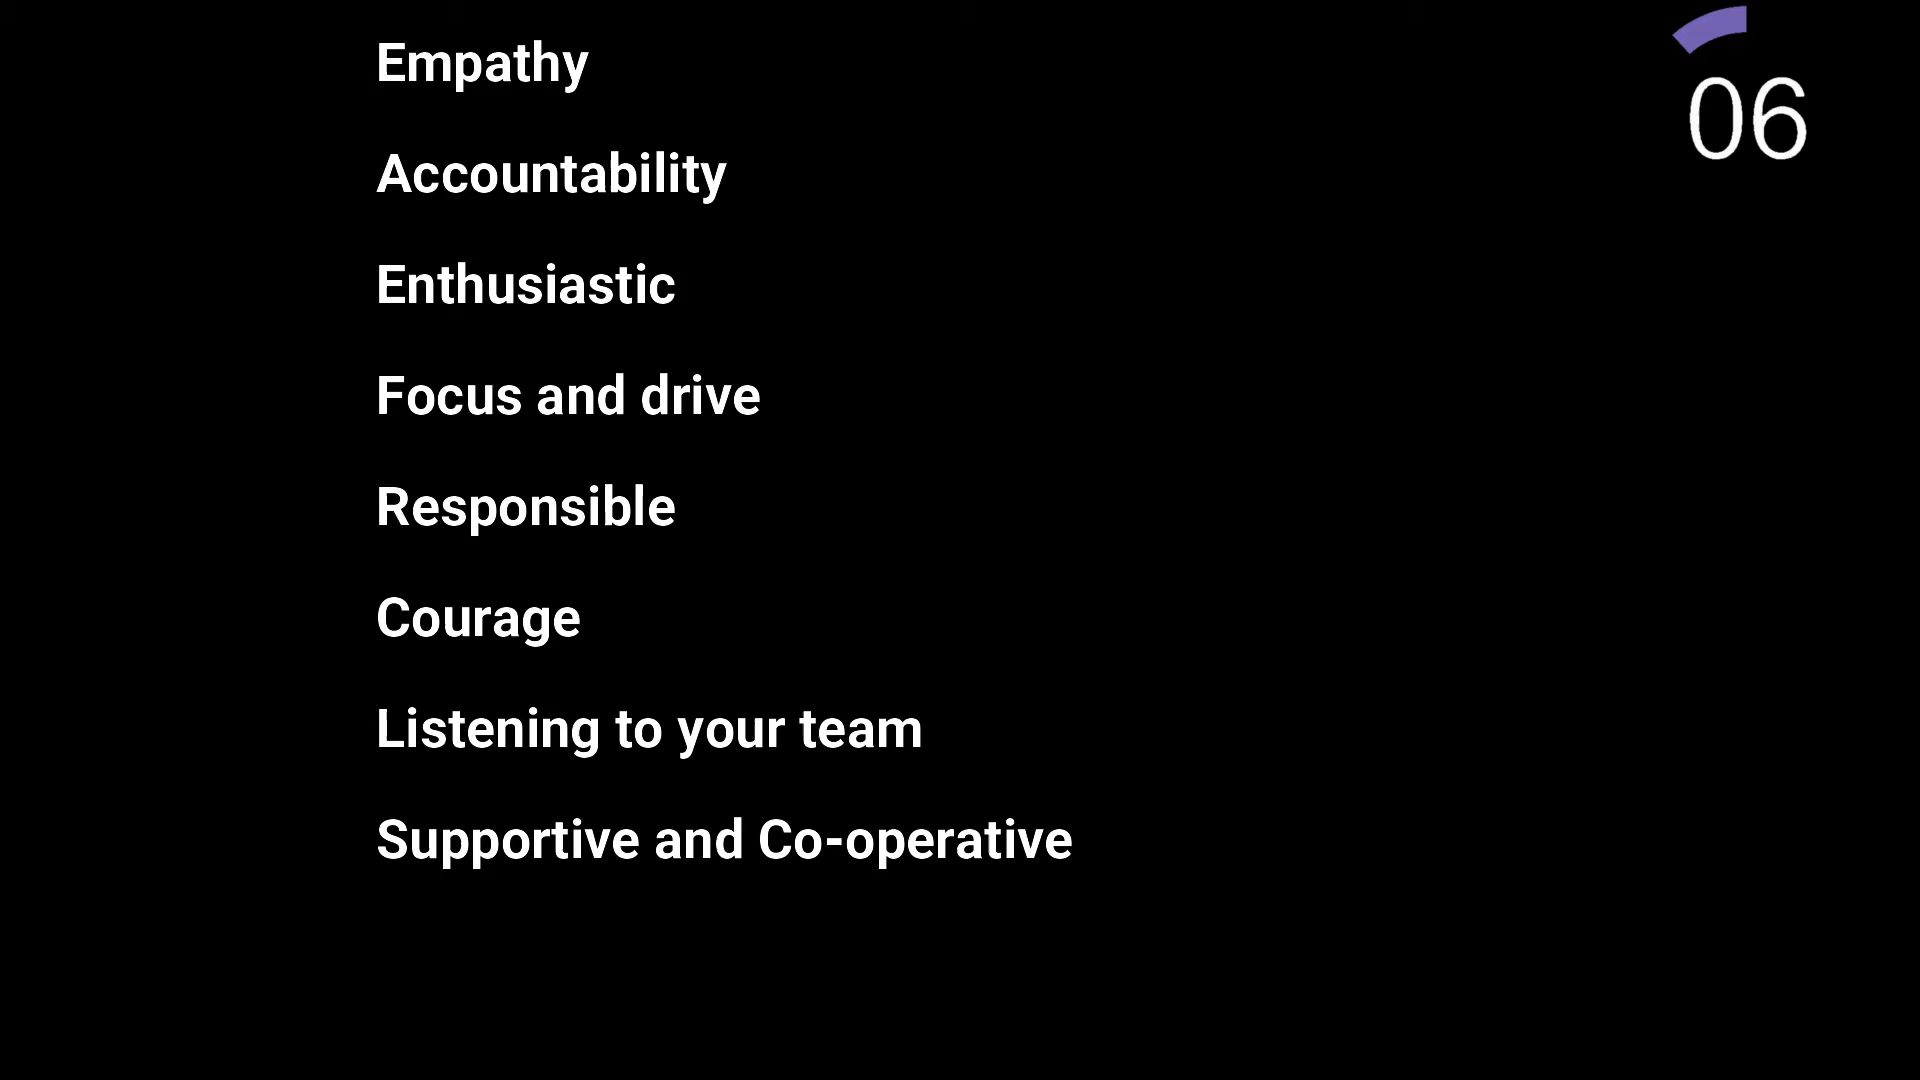 Empathy
06
Accountability
Enthusiastic
Focus and drive
Responsible
Courage
Listening to your team
Supportive and Co-operative